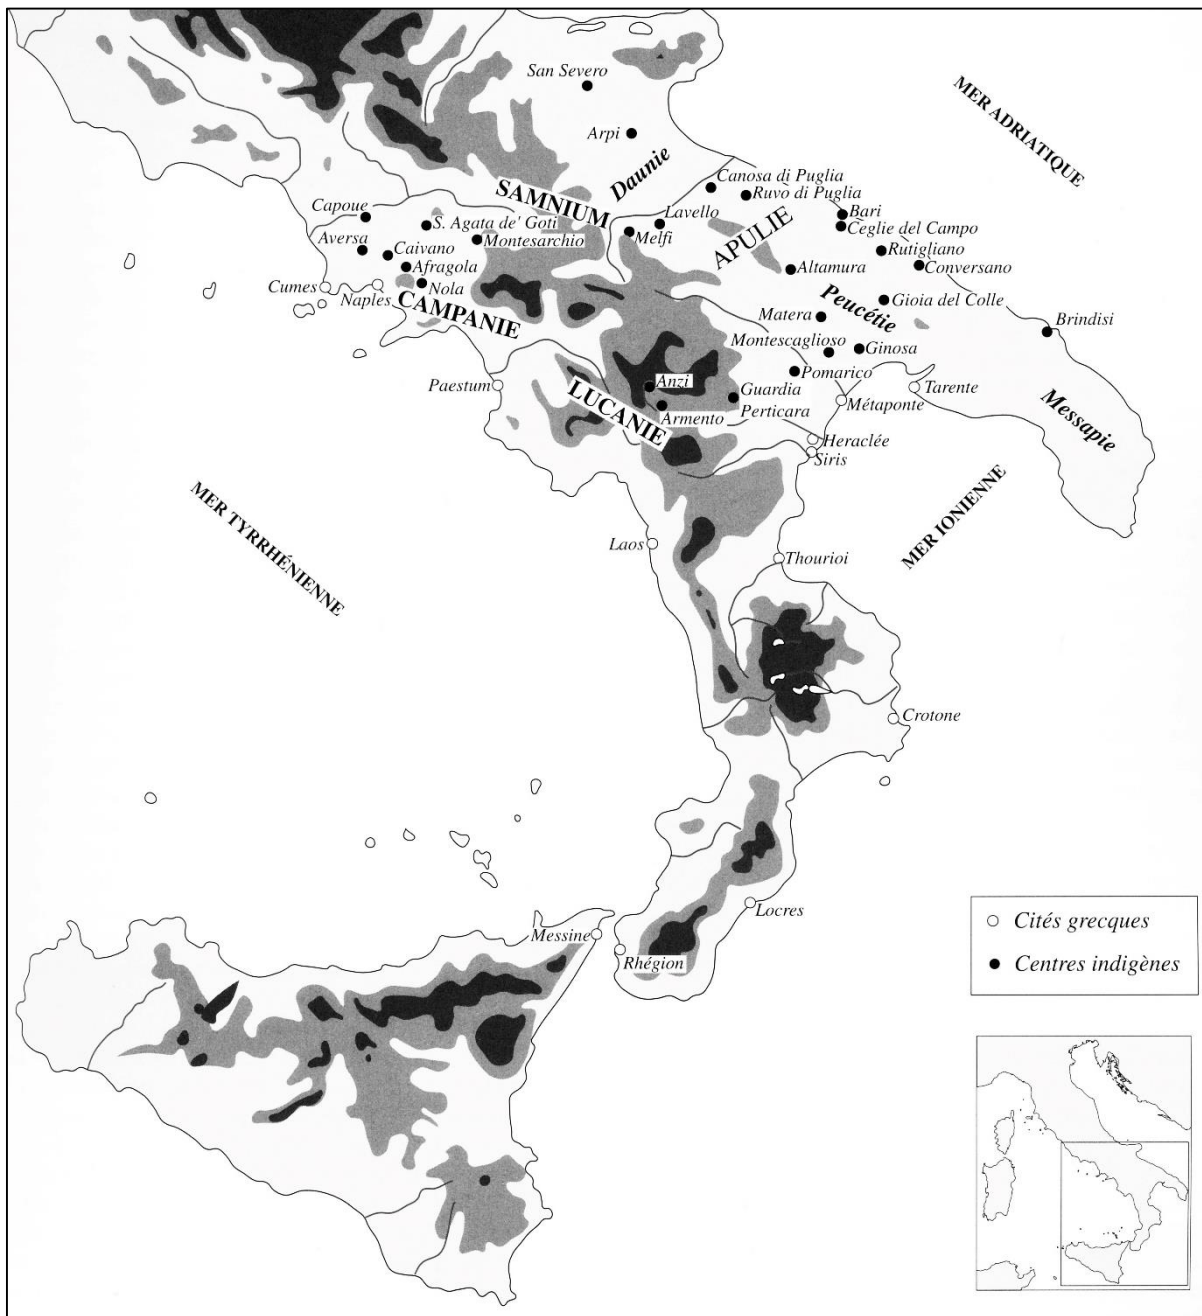 San Severo
MER ADRIATIQUE
Arpi
Daunie
Canosa di Puglia
SAMNIUM
Ruvo di Puglia
Capoue
Lavello
Bari
S. Agata de' Goti
APULIE
Ceglie del Campo
Aversa
Montesarchio
Melfi
Caivano
Rutigliano
Afragola
Altamura
Conversano
Cumes
Naples
Nola
CAMPANIE
Peucétie
Gioia del Colle
Matera
Brindisi
Montescaglioso
Ginosa
Pomarico
Paestum
Anzi
Guardia
Perticara
Tarente
LUCANIE
Armento
Métaponte
Messapie
Heraclée
Siris
MER TYRRHÉNIENNE
MER IONIENNE
Laos
Thourioi
Crotone
Locres
Messine
Rhégion
Cités grecques
Centres indigènes